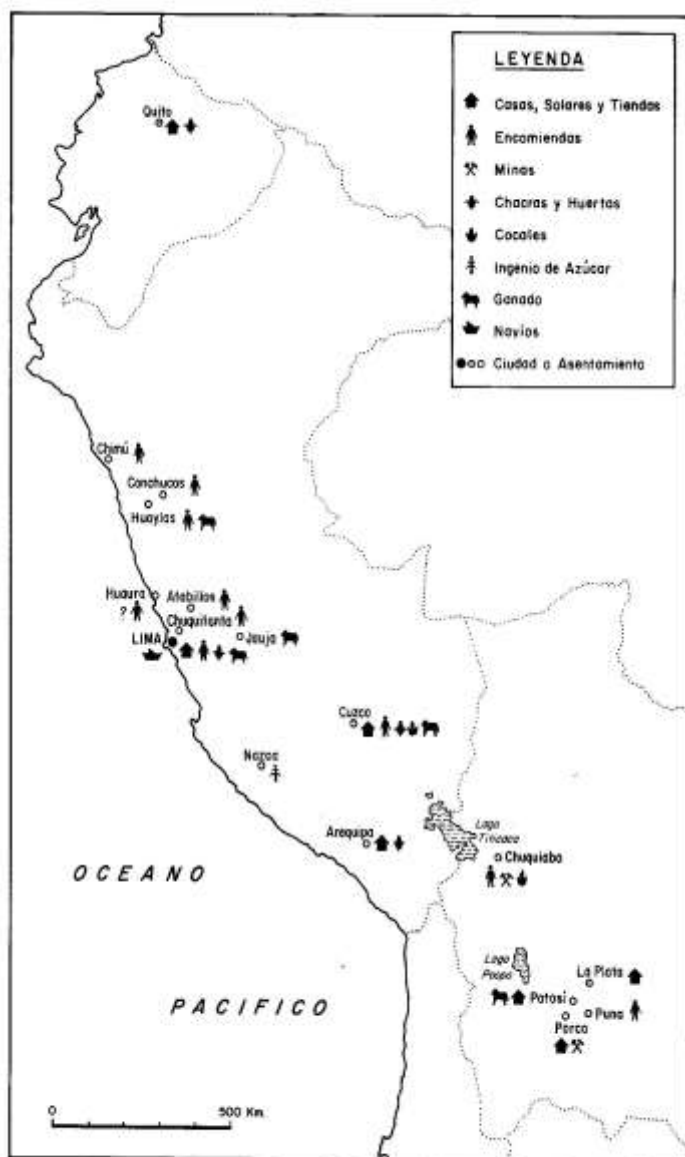 LEYENDA
Casas, Solares y Tiendas
Encomiendas
Minas
Chacras y Huertas
Cocales
Ingenio de Azúcar
Ganado
Navíos
Ciudad o Asentamiento
Quito
Chimú
Conchucos
Huaylas
Huaura
?
Atabillos
Chuquitanta
LIMA
Jauja
Cuzco
Nazca
Arequipa
Lago
Titicaca
Chuquiabo
OCEANO
PACIFICO
Lago
Poopó
La Plata
Potosí
Puna
Porco
0
500 Km.